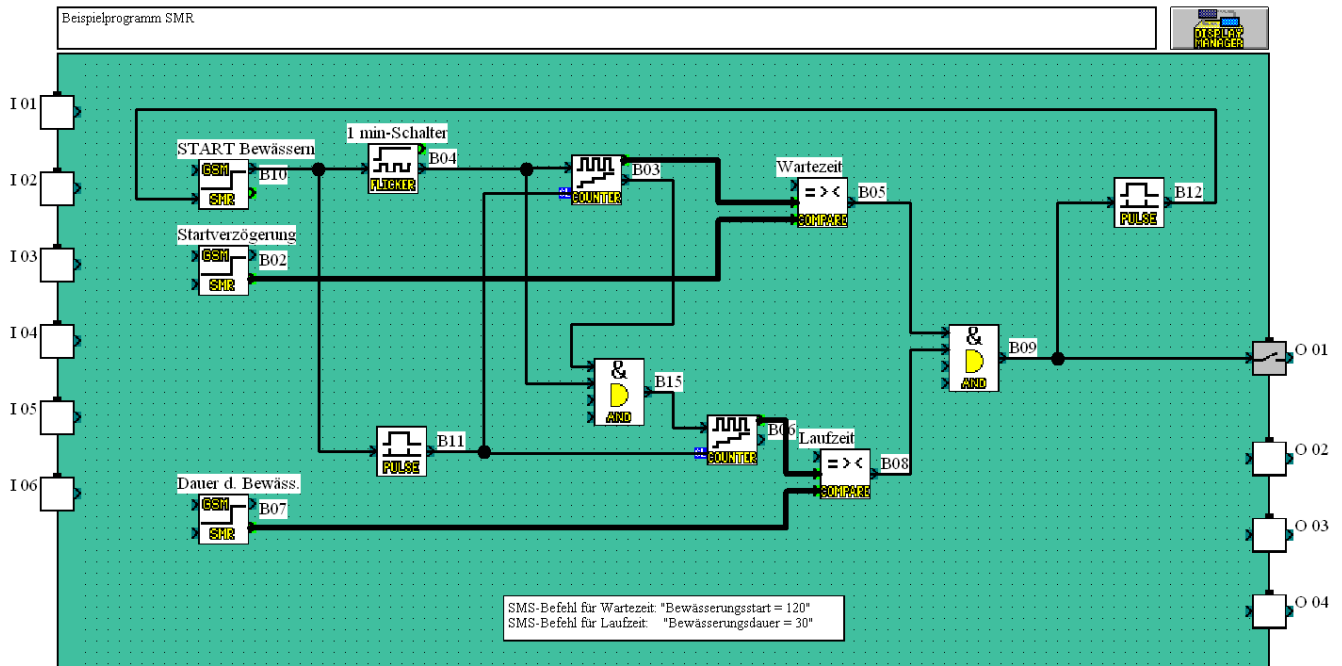 Beispielprogramm SMR
DISPLAY
MANAGER
I 01
I 02
I 03
I 04
I 05
I 06
START Bewässern
GSM
SMR
B10
1 min-Schalter
FLICKER
B04
COUNTER
B03
Wartezeit
= > <
COMPARE
B05
PULSE
B12
Startverzögerung
GSM
SMR
B02
&
AND
B15
&
AND
B09
O 01
PULSE
B11
COUNTER
B06
Laufzeit
= > <
COMPARE
B08
O 02
Dauer d. Bewäss.
GSM
SMR
B07
O 03
O 04
SMS-Befehl für Wartezeit: "Bewässerungsstart = 120"
SMS-Befehl für Laufzeit: "Bewässerungsdauer = 30"